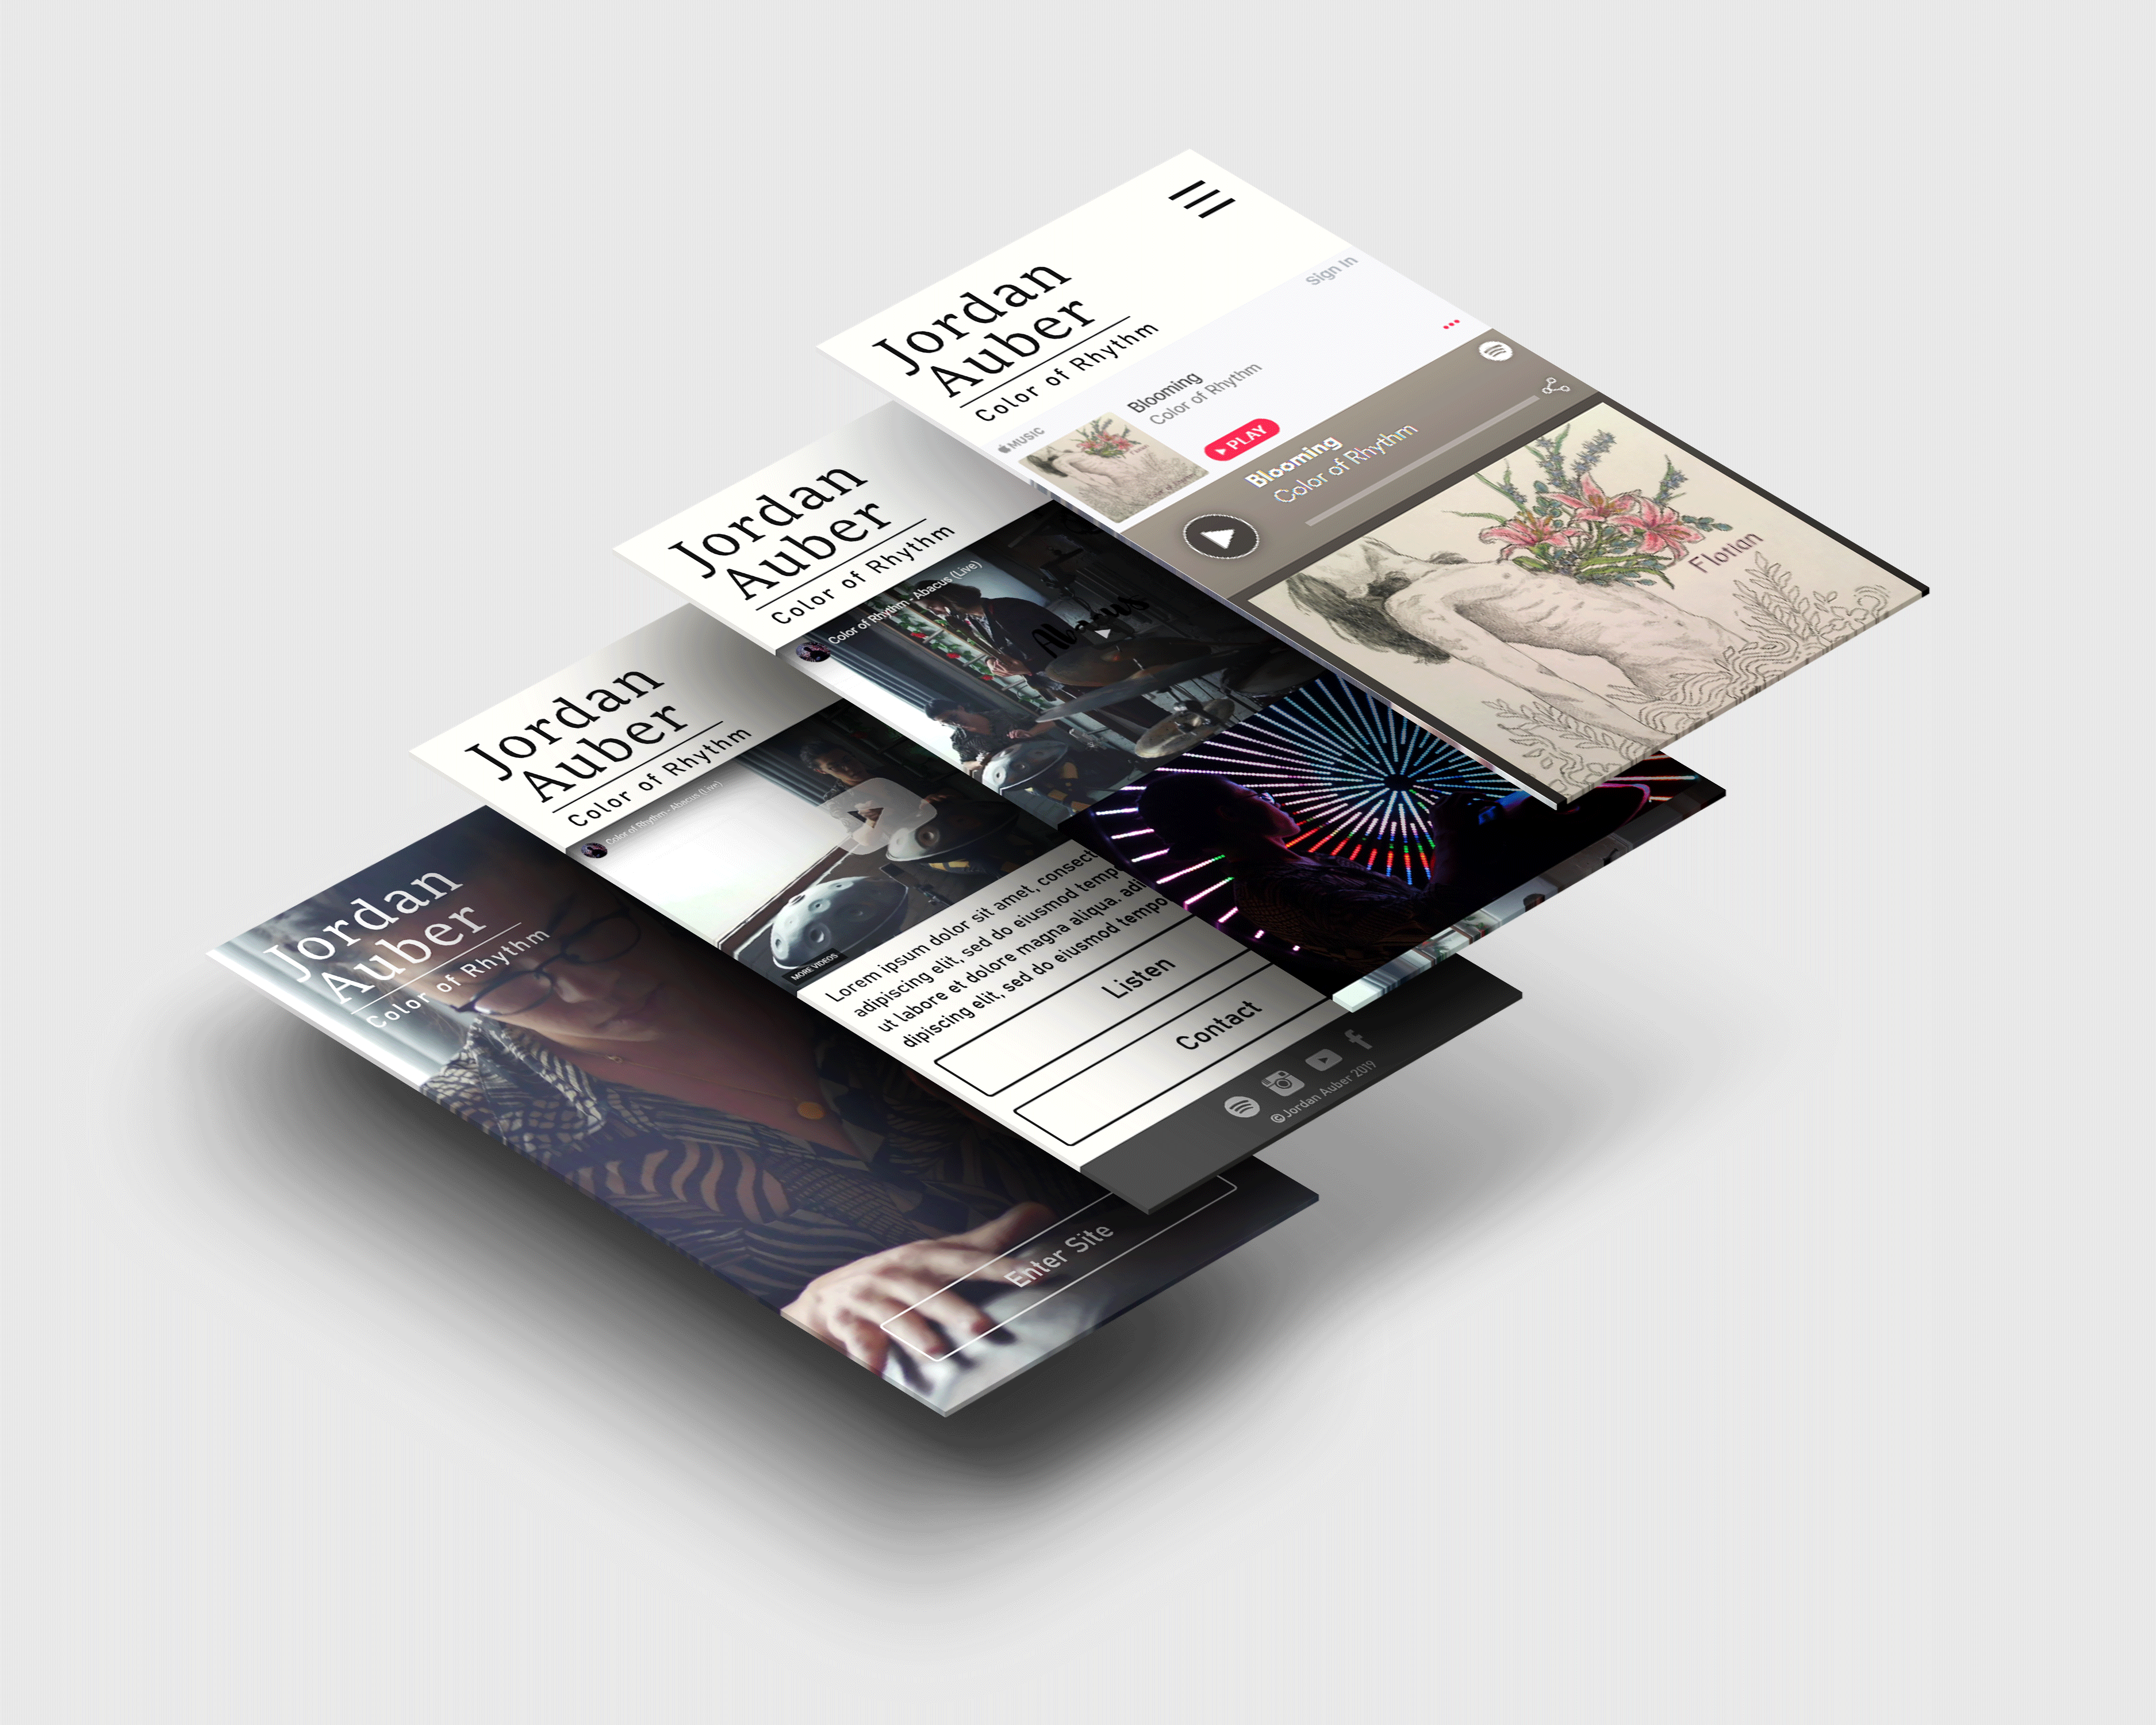 Jordan
Auber
Color of Rhythm
Sign In
MUSIC
Blooming
Color of Rhythm
PLAY
Blooming
Color of Rhythm
Florian
Jordan
Auber
Color of Rhythm
Color of Rhythm - Abacus (Live)
Abacus
Jordan
Auber
Color of Rhythm
Color of Rhythm - Abacus (Live)
MORE VIDEOS
Lorem ipsum dolor sit amet, consect
adipiscing elit, sed do eiusmod temp
ut labore et dolore magna aliqua. adi
dipiscing elit, sed do eiusmod tempo
Listen
Contact
©Jordan Auber 2019
Jordan
Auber
Color of Rhythm
Enter Site